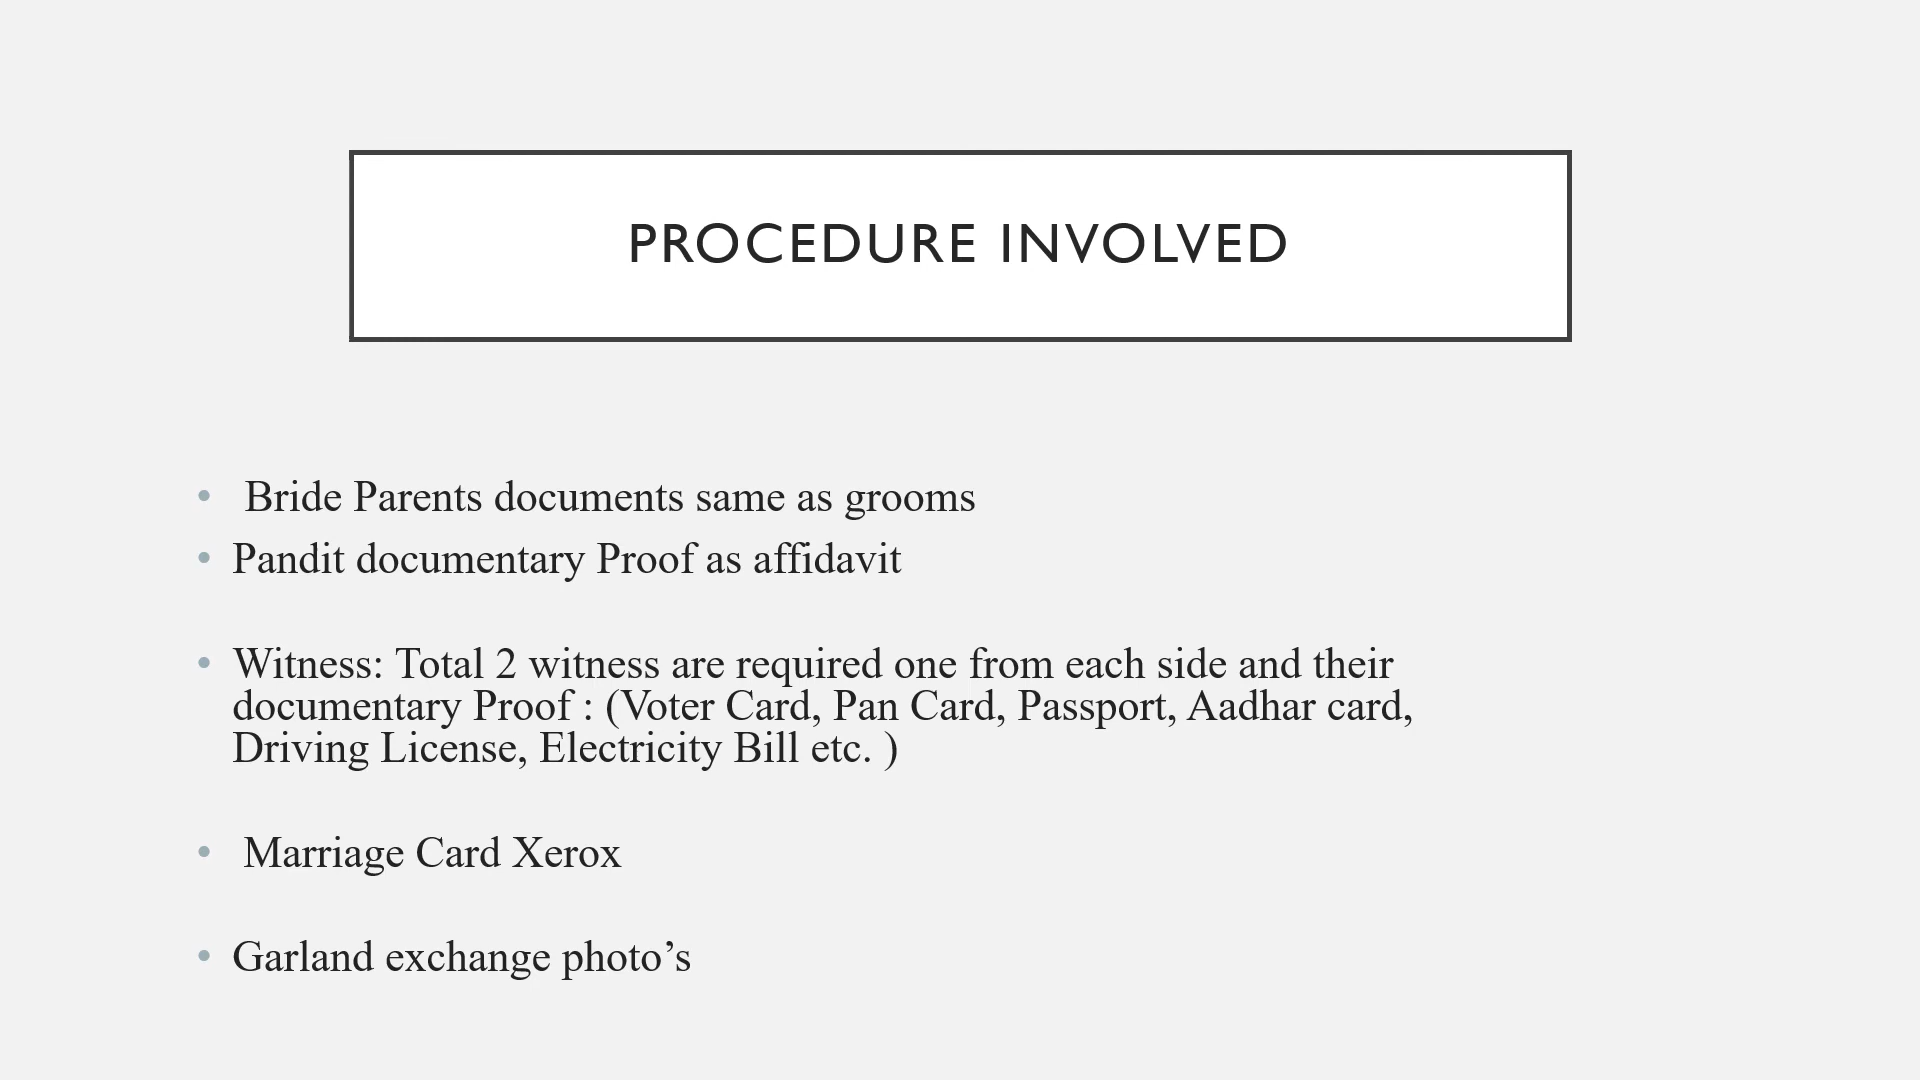 PROCEDURE INVOLVED
• Bride Parents documents same as grooms
• Pandit documentary Proof as affidavit
• Witness: Total 2 witness are required one from each side and their
documentary Proof : (Voter Card, Pan Card, Passport, Aadhar card,
Driving License, Electricity Bill etc. )
• Marriage Card Xerox
• Garland exchange photo’s